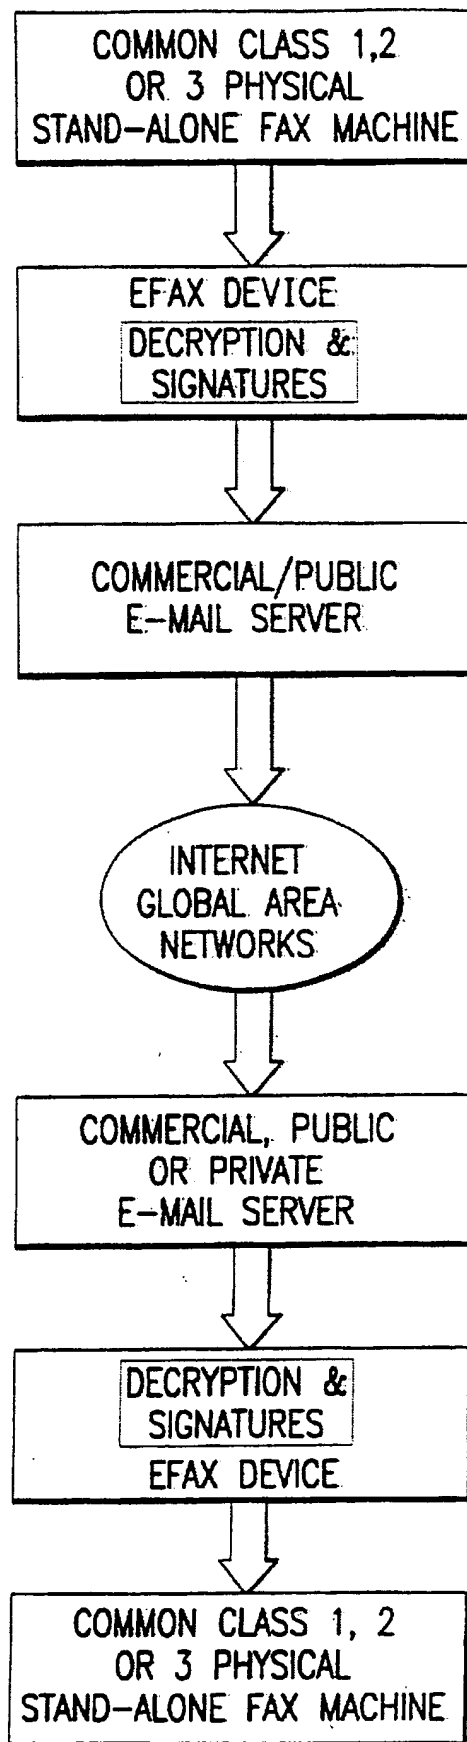 COMMON CLASS 1,2
OR 3 PHYSICAL
STAND-ALONE FAX MACHINE
EFAX DEVICE
DECRYPTION &
SIGNATURES
COMMERCIAL/PUBLIC
E-MAIL SERVER
INTERNET
GLOBAL AREA
NETWORKS
COMMERCIAL, PUBLIC
OR PRIVATE
E-MAIL SERVER
DECRYPTION &
SIGNATURES
EFAX DEVICE
COMMON CLASS 1, 2
OR 3 PHYSICAL
STAND-ALONE FAX MACHINE